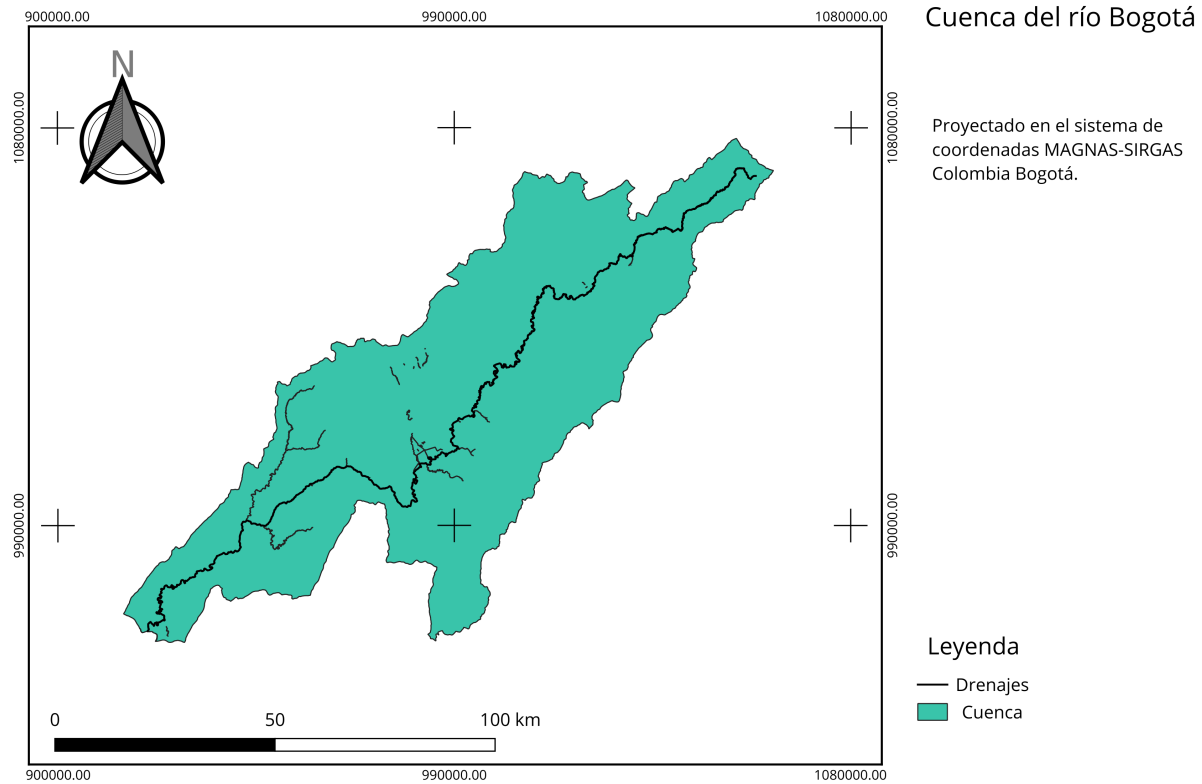 900000.00 990000.00 1080000.00
Cuenca del río Bogotá
N
1080000.00 1080000.00
Proyectado en el sistema de
coordenadas MAGNAS-SIRGAS
Colombia Bogotá.
990000.00 990000.00
Leyenda
Drenajes
Cuenca
0 50 100 km
900000.00 990000.00 1080000.00